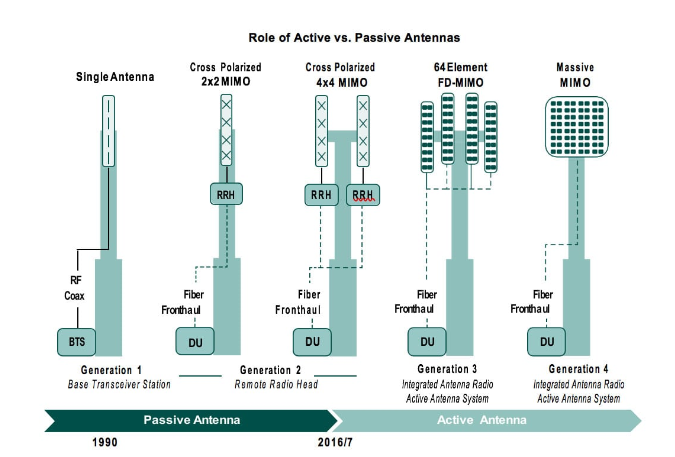 Role of Active vs. Passive Antennas
Single Antenna
Cross Polarized
2x2 MIMO
Cross Polarized
4x4 MIMO
64 Element
FD-MIMO
Massive
MIMO
RRH
RRH
RRH
RF
Coax
Fiber
Fronthaul
Fiber
Fronthaul
Fiber
Fronthaul
Fiber
Fronthaul
BTS
DU
DU
DU
DU
Generation 1
Base Transceiver Station
Generation 2
Remote Radio Head
Generation 3
Integrated Antenna Radio
Active Antenna System
Generation 4
Integrated Antenna Radio
Active Antenna System
Passive Antenna
Active Antenna
1990
2016/7